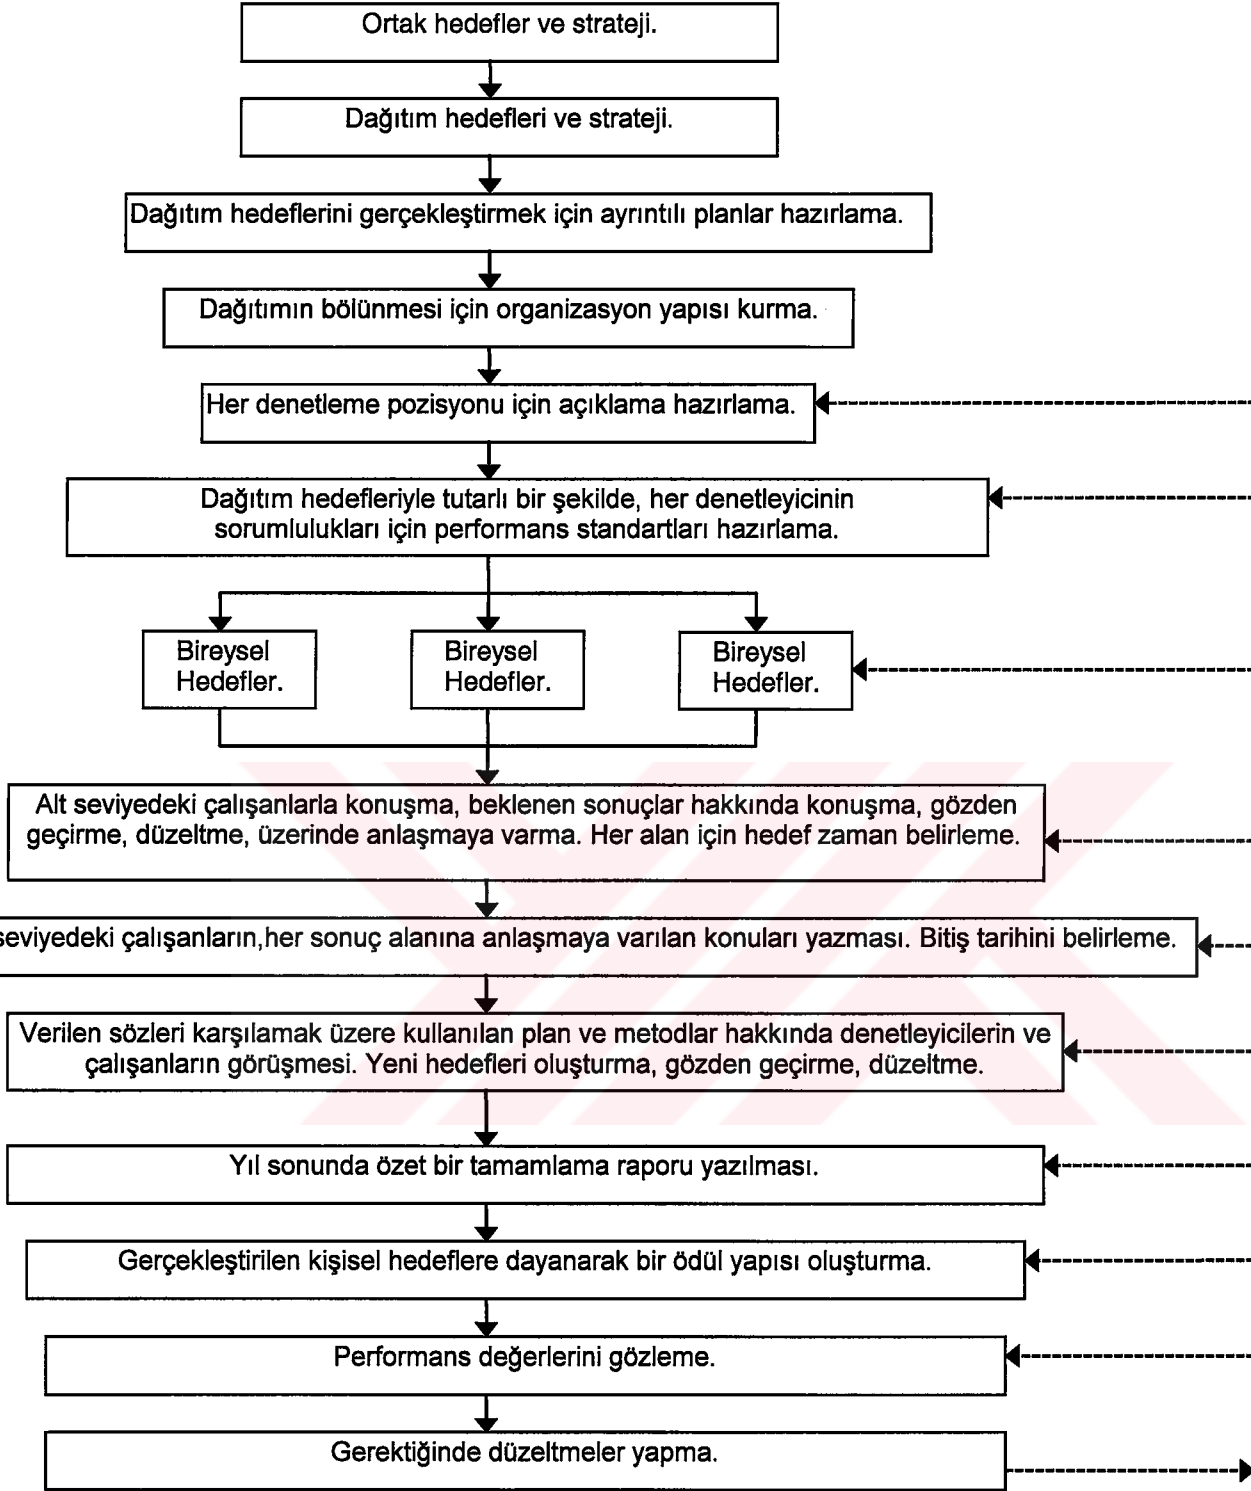 Ortak hedefler ve strateji.
Dağıtım hedefleri ve strateji.
Dağıtım hedeflerini gerçekleştirmek için ayrıntılı planlar hazırlama.
Dağıtımın bölünmesi için organizasyon yapısı kurma.
Her denetleme pozisyonu için açıklama hazırlama.
Dağıtım hedefleriyle tutarlı bir şekilde, her denetleyicinin
sorumlulukları için performans standartları hazırlama.
Bireysel
Hedefler.
Bireysel
Hedefler.
Bireysel
Hedefler.
Alt seviyedeki çalışanlarla konuşma, beklenen sonuçlar hakkında konuşma, gözden
geçirme, düzeltme, üzerinde anlaşmaya varma. Her alan için hedef zaman belirleme.
seviyedeki çalışanların,her sonuç alanına anlaşmaya varılan konuları yazması. Bitiş tarihini belirleme.
Verilen sözleri karşılamak üzere kullanılan plan ve metodlar hakkında denetleyicilerin ve
çalışanların görüşmesi. Yeni hedefleri oluşturma, gözden geçirme, düzeltme.
Yıl sonunda özet bir tamamlama raporu yazılması.
Gerçekleştirilen kişisel hedeflere dayanarak bir ödül yapısı oluşturma.
Performans değerlerini gözleme.
Gerektiğinde düzeltmeler yapma.